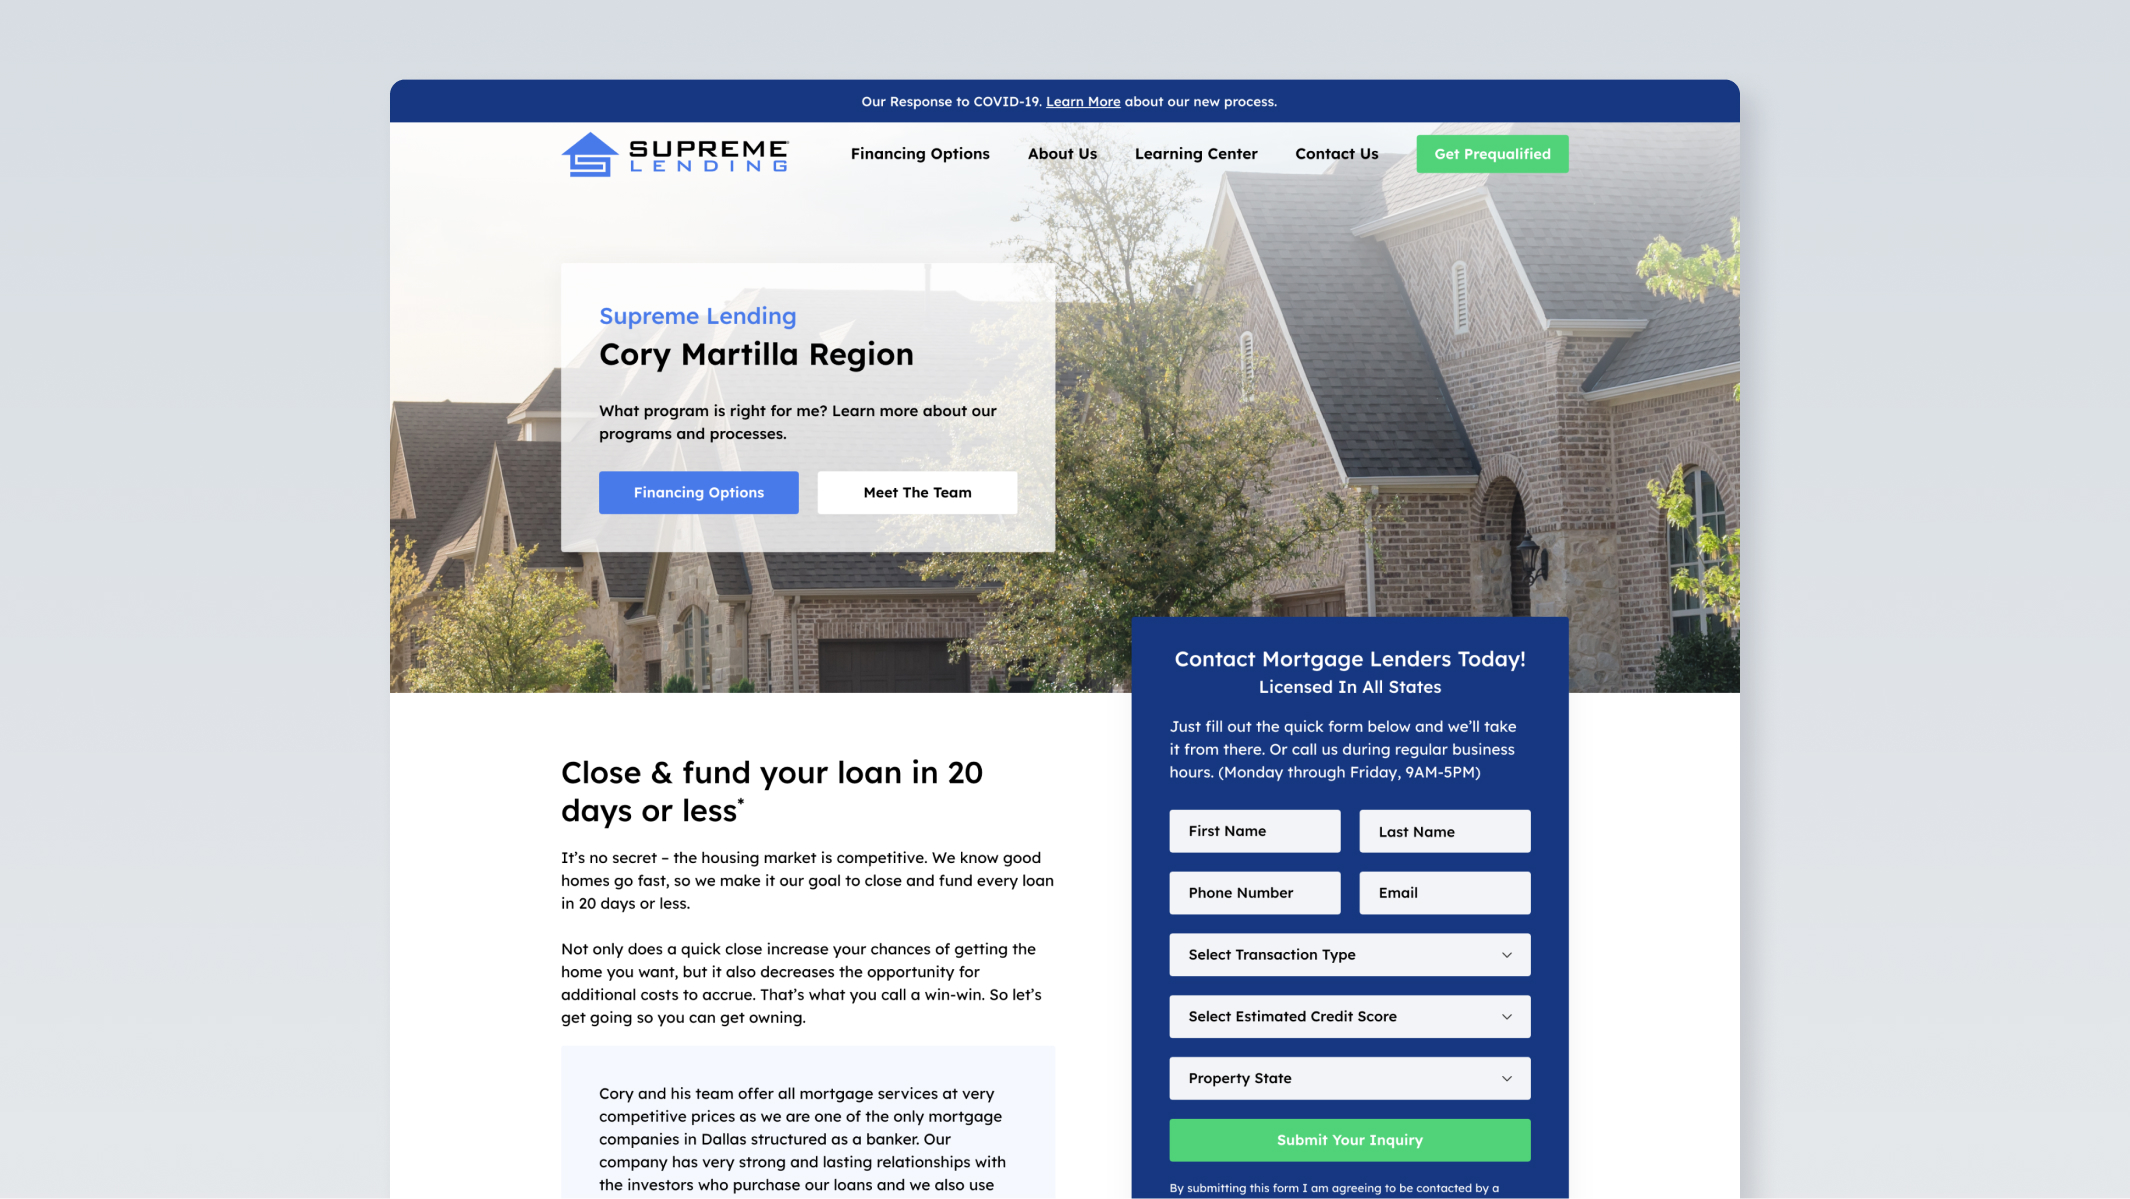 Our Response to COVID-19. Learn More about our new process.
SUPREME
LENDING
Financing Options
About Us
Learning Center
Contact Us
Get Prequalified
Supreme Lending
Cory Martilla Region
What program is right for me? Learn more about our
programs and processes.
Financing Options
Meet The Team
Close & fund your loan in 20
days or less*
It’s no secret – the housing market is competitive. We know good
homes go fast, so we make it our goal to close and fund every loan
in 20 days or less.
Not only does a quick close increase your chances of getting the
home you want, but it also decreases the opportunity for
additional costs to accrue. That’s what you call a win-win. So let’s
get going so you can get owning.
Cory and his team offer all mortgage services at very
competitive prices as we are one of the only mortgage
companies in Dallas structured as a banker. Our
company has very strong and lasting relationships with
the investors who purchase our loans and we also use
Contact Mortgage Lenders Today!
Licensed In All States
Just fill out the quick form below and we’ll take
it from there. Or call us during regular business
hours. (Monday through Friday, 9AM-5PM)
First Name
Last Name
Phone Number
Email
Select Transaction Type
Select Estimated Credit Score
Property State
Submit Your Inquiry
By submitting this form I am agreeing to be contacted by a